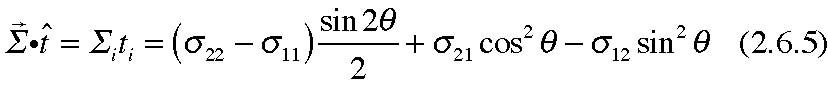 $\vec{\Sigma} \bullet \hat{t} = \Sigma_i t_i = (\sigma_{22} - \sigma_{11}) \frac{\sin 2\theta}{2} + \sigma_{21} \cos^2 \theta - \sigma_{12} \sin^2 \theta \quad (2.6.5)$